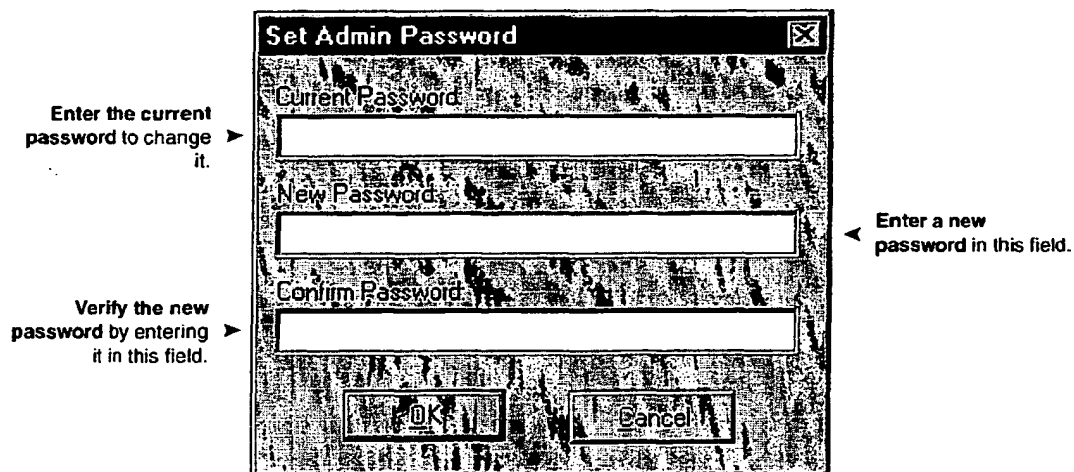 Set Admin Password
Current Password
Enter the current
password to change
it.
New Password
Enter a new
password in this field.
Confirm Password
Verify the new
password by entering
it in this field.
OK
Cancel